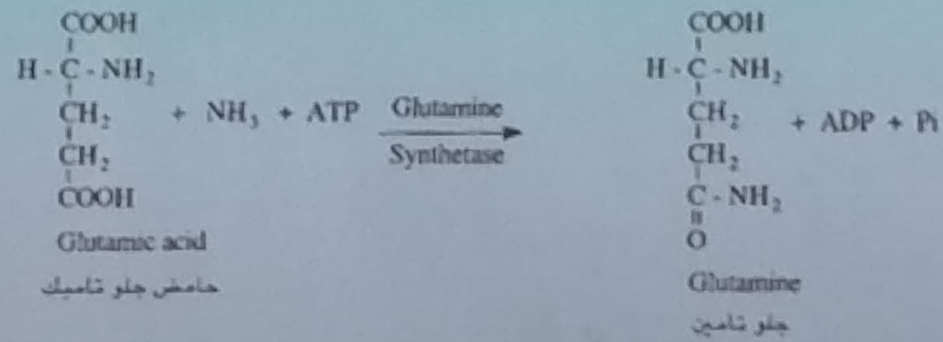 COOH
H - C - NH₂
CH₂ + NH₃ + ATP
CH₂
COOH
Glutamic acid
حامض جلو تاميك
Glutamine
Synthetase
COOH
H - C - NH₂
CH₂ + ADP + Pi
CH₂
C - NH₂
O
Glutamine
جلو تامين